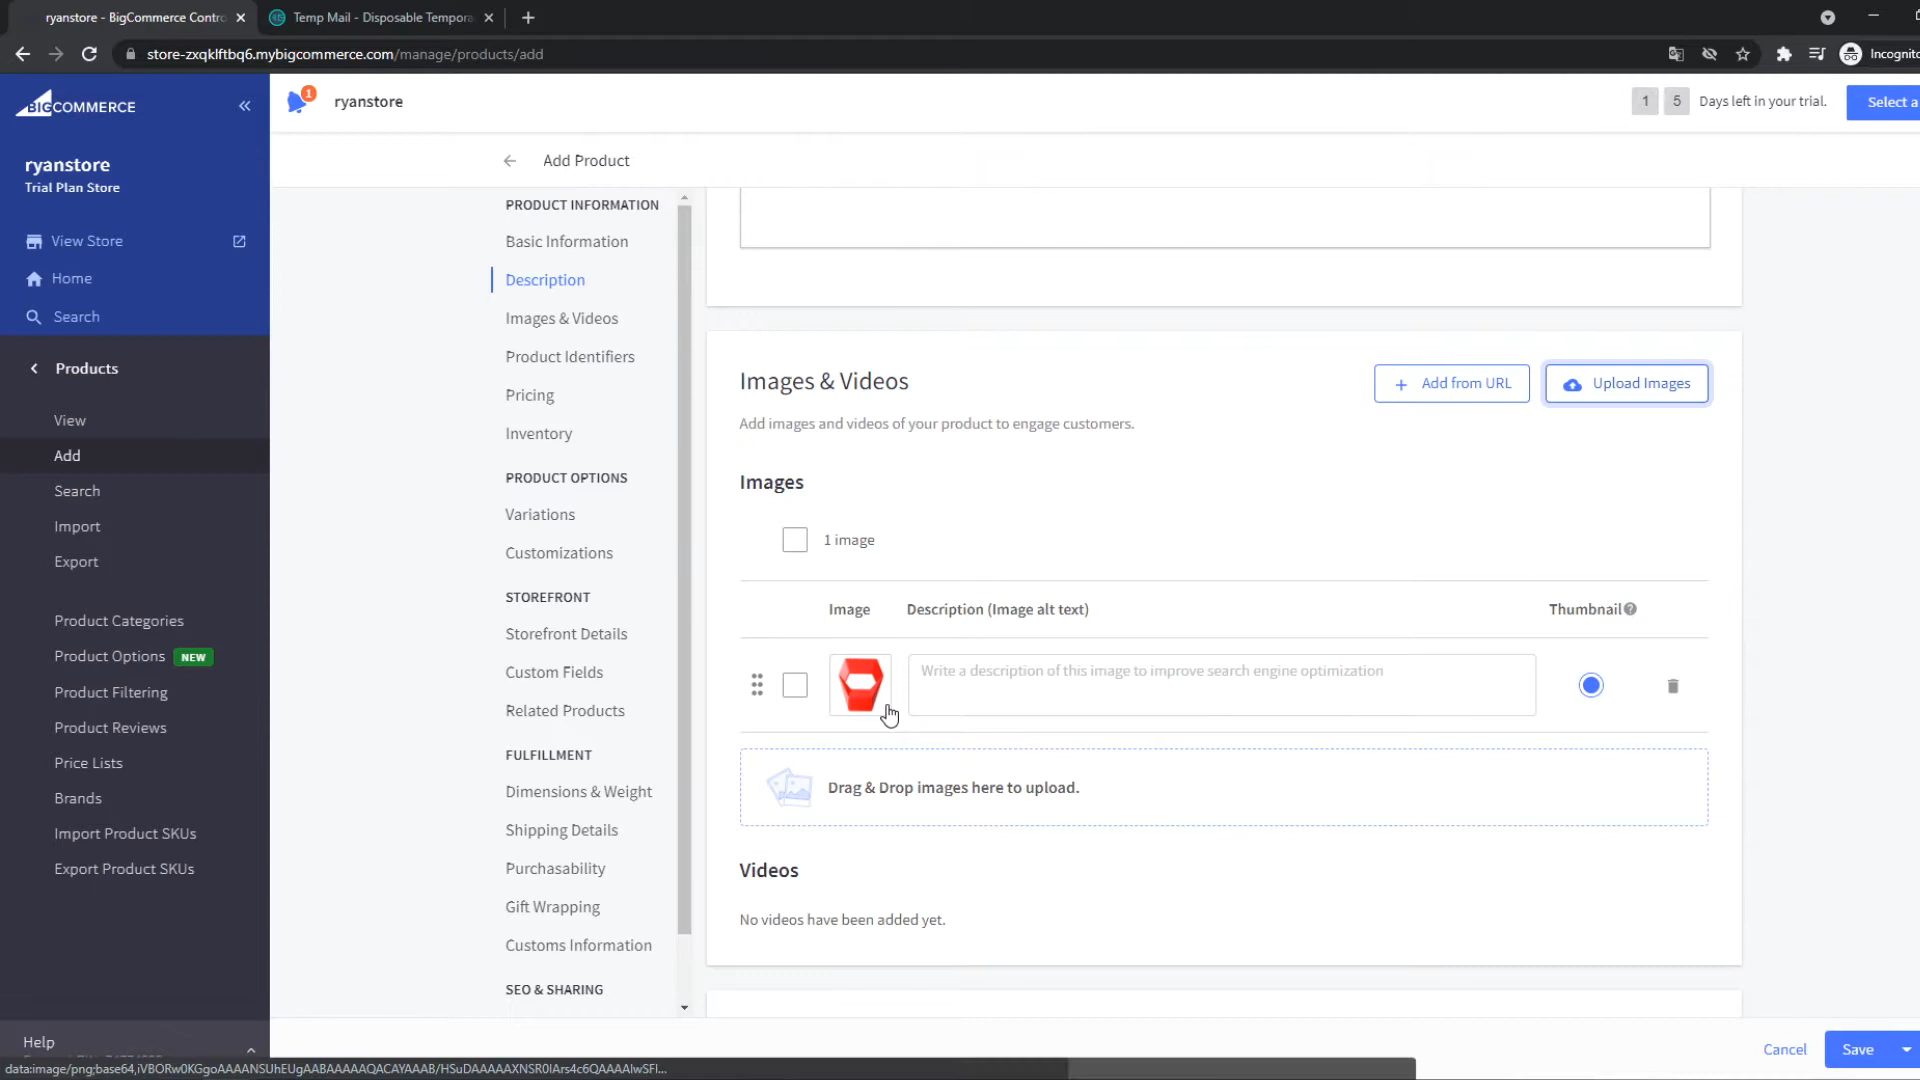 ryanstore - BigCommerce Contro
Temp Mail - Disposable Tempora
store-zxqklftbq6.mybigcommerce.com/manage/products/add
Incognito
BIGCOMMERCE
1
ryanstore
1 5 Days left in your trial.
Select a
ryanstore
Trial Plan Store
View Store
Home
Search
Products
View
Add
Search
Import
Export
Product Categories
Product Options NEW
Product Filtering
Product Reviews
Price Lists
Brands
Import Product SKUs
Export Product SKUs
Help
Add Product
PRODUCT INFORMATION
Basic Information
Description
Images & Videos
Product Identifiers
Pricing
Inventory
PRODUCT OPTIONS
Variations
Customizations
STOREFRONT
Storefront Details
Custom Fields
Related Products
FULFILLMENT
Dimensions & Weight
Shipping Details
Purchasability
Gift Wrapping
Customs Information
SEO & SHARING
Images & Videos
+ Add from URL
Upload Images
Add images and videos of your product to engage customers.
Images
1 image
Image Description (Image alt text) Thumbnail
Write a description of this image to improve search engine optimization
Drag & Drop images here to upload.
Videos
No videos have been added yet.
Cancel
Save